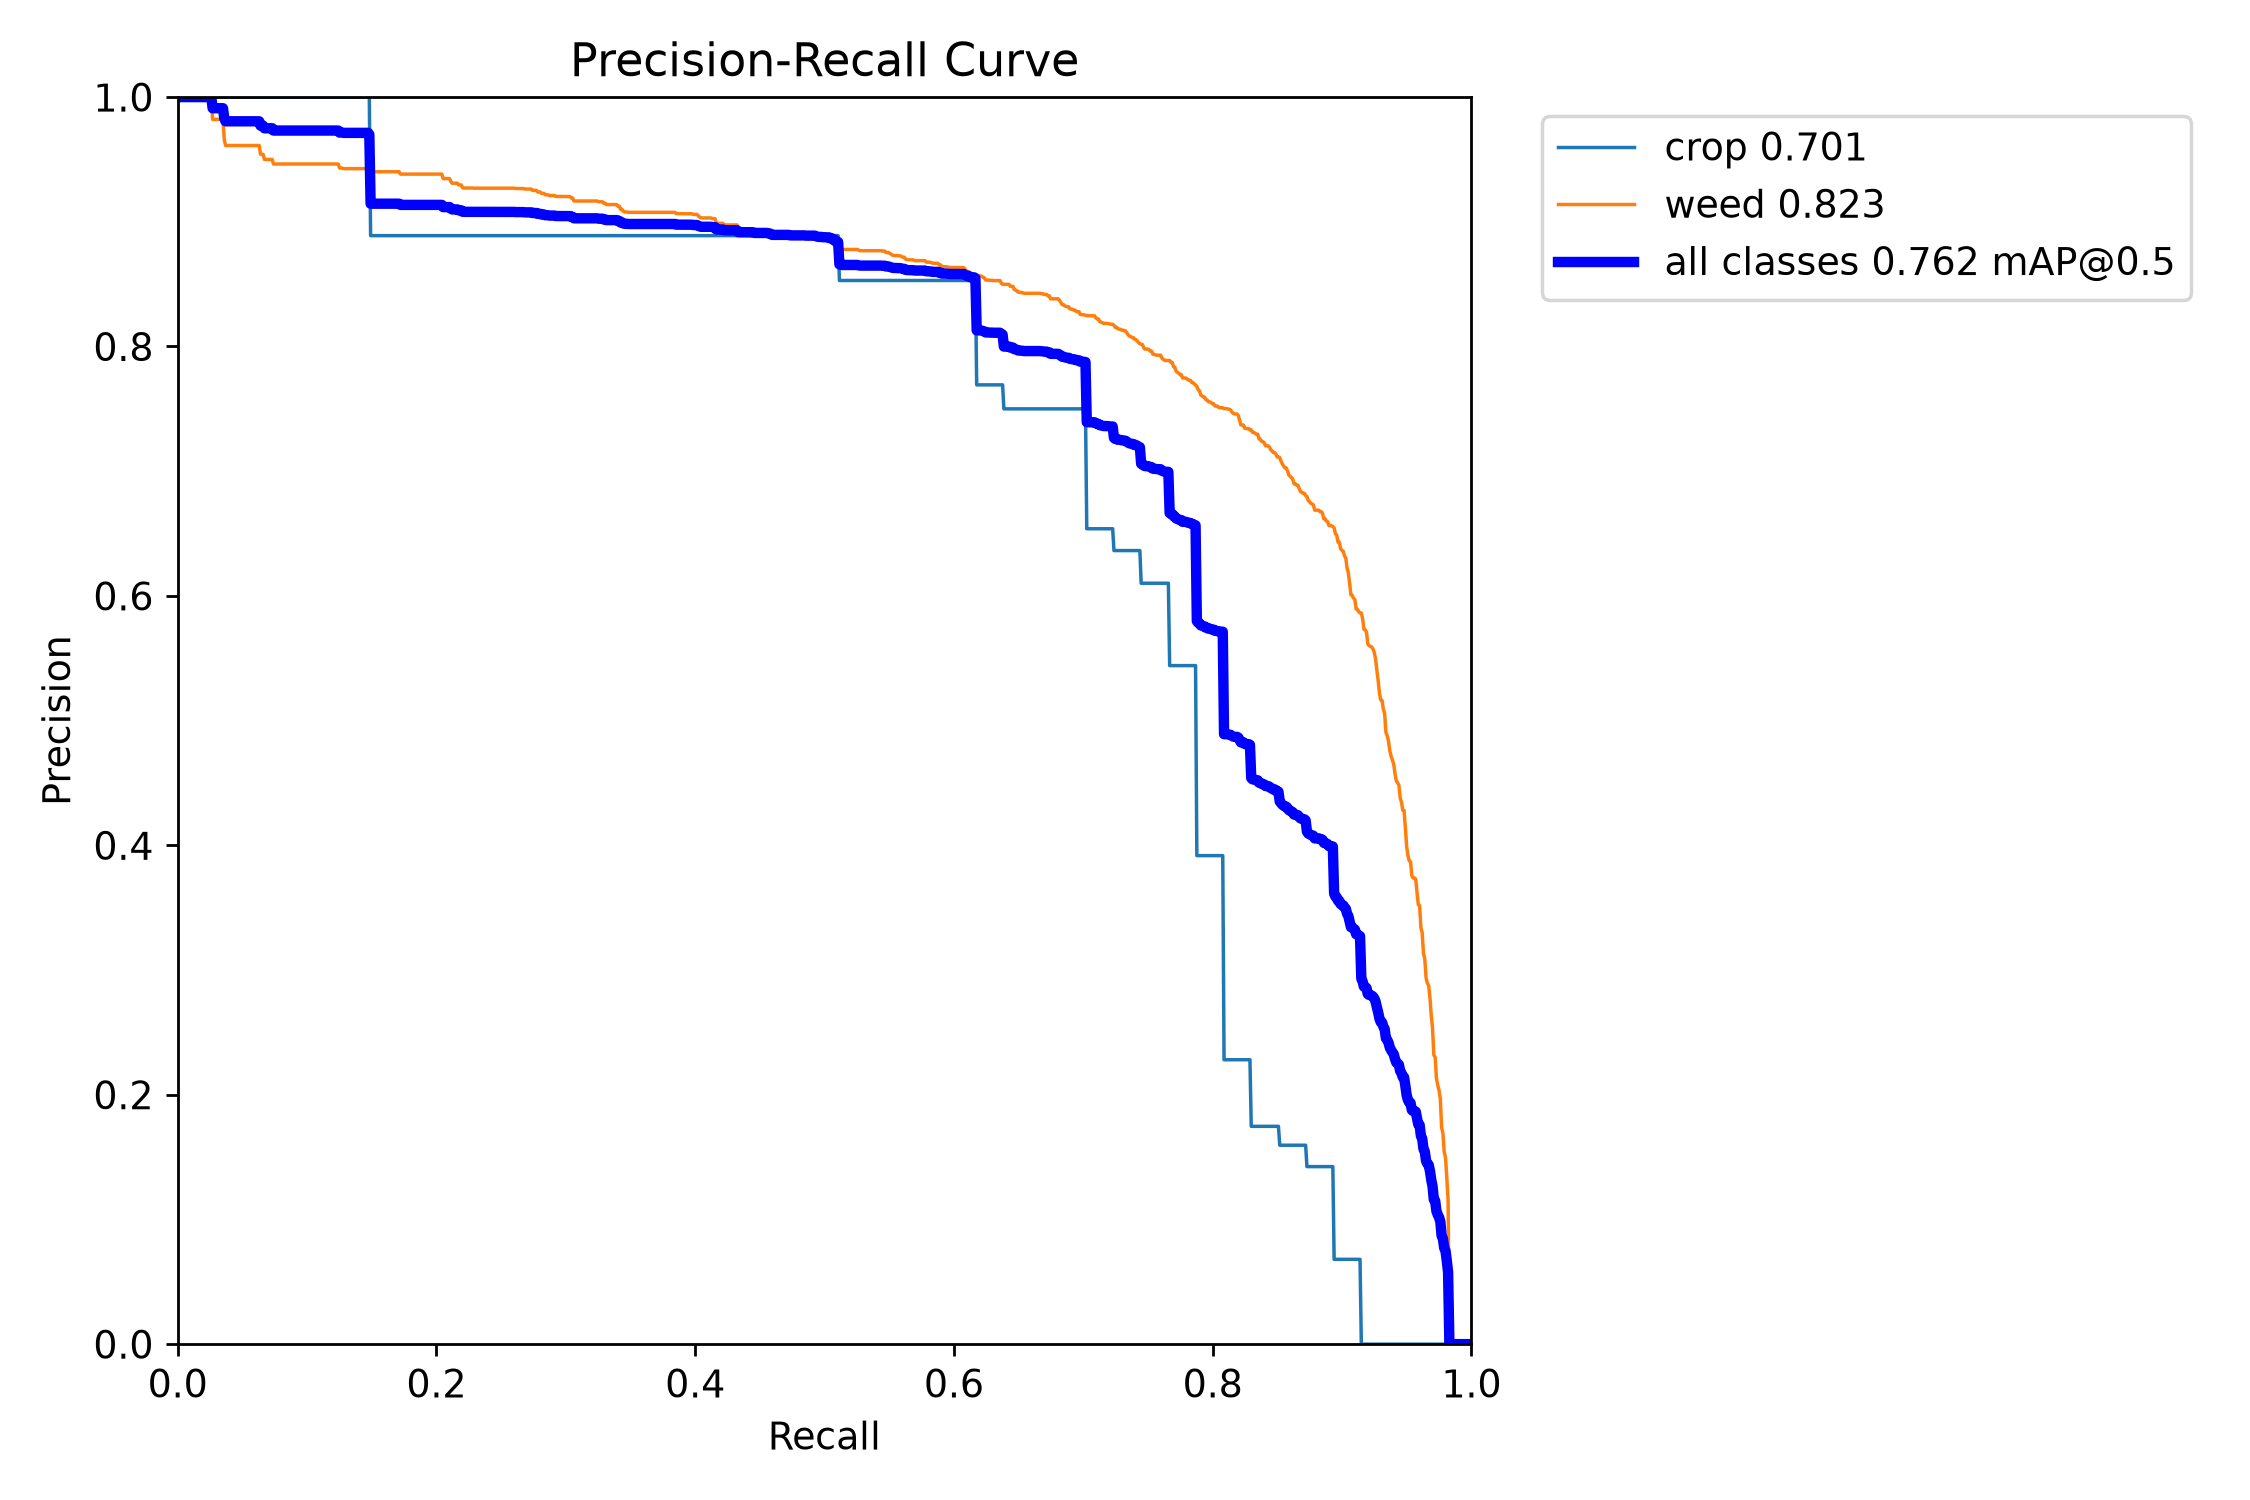 Precision-Recall Curve
crop 0.701
weed 0.823
all classes 0.762 mAP@0.5
Precision
1.0
0.8
0.6
0.4
0.2
0.0
0.0 0.2 0.4 0.6 0.8 1.0
Recall